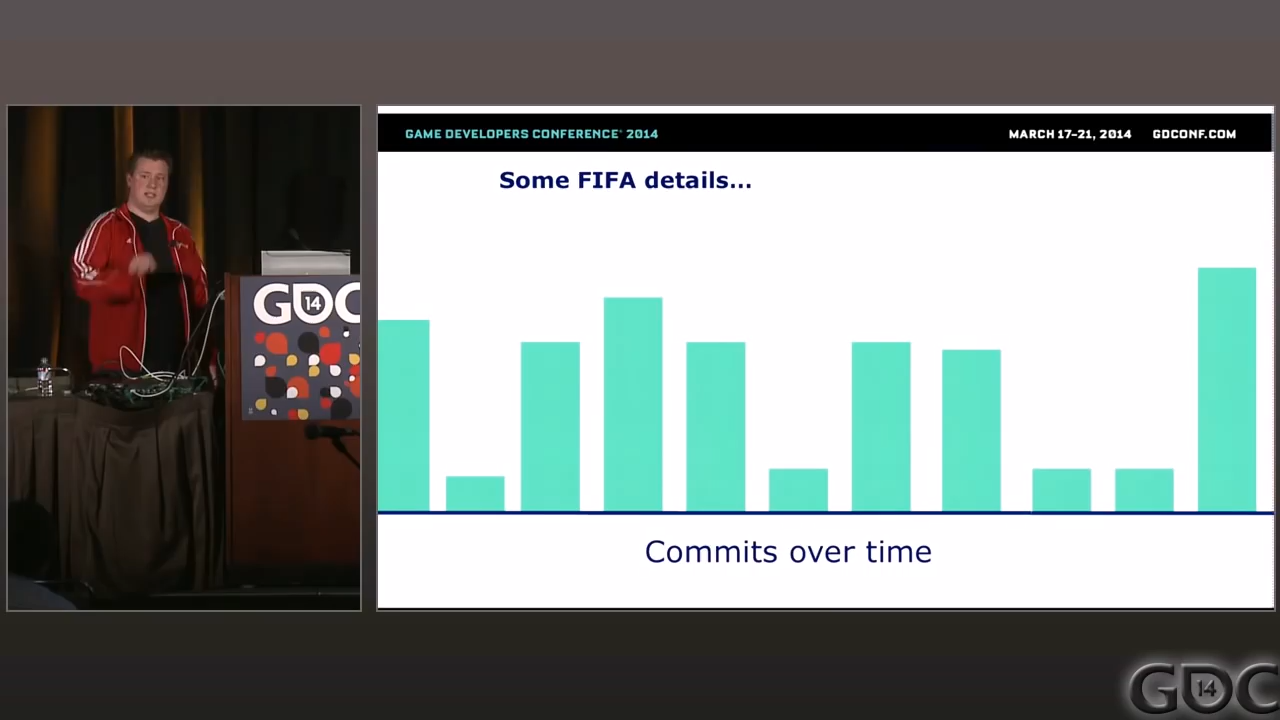 GAME DEVELOPERS CONFERENCE® 2014
MARCH 17–21, 2014 GDCONF.COM
Some FIFA details...
GDC
14
Commits over time
GDC
14